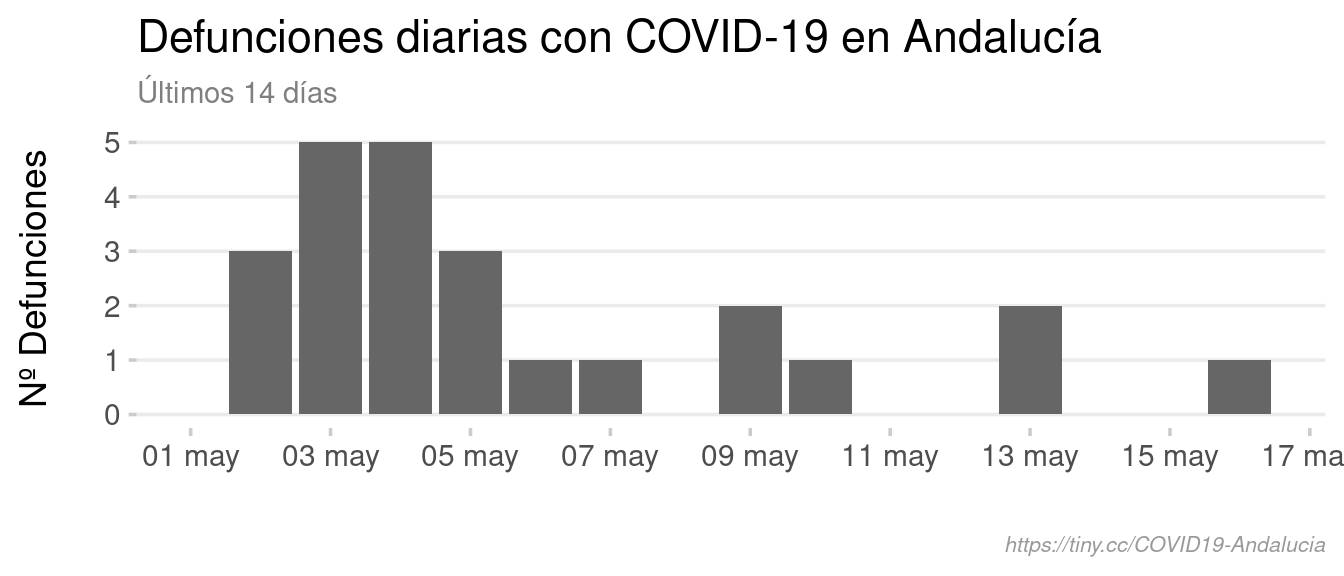 Defunciones diarias con COVID-19 en Andalucía
Últimos 14 días
Nº Defunciones
5
4
3
2
1
0
01 may 03 may 05 may 07 may 09 may 11 may 13 may 15 may 17 ma
https://tiny.cc/COVID19-Andalucia